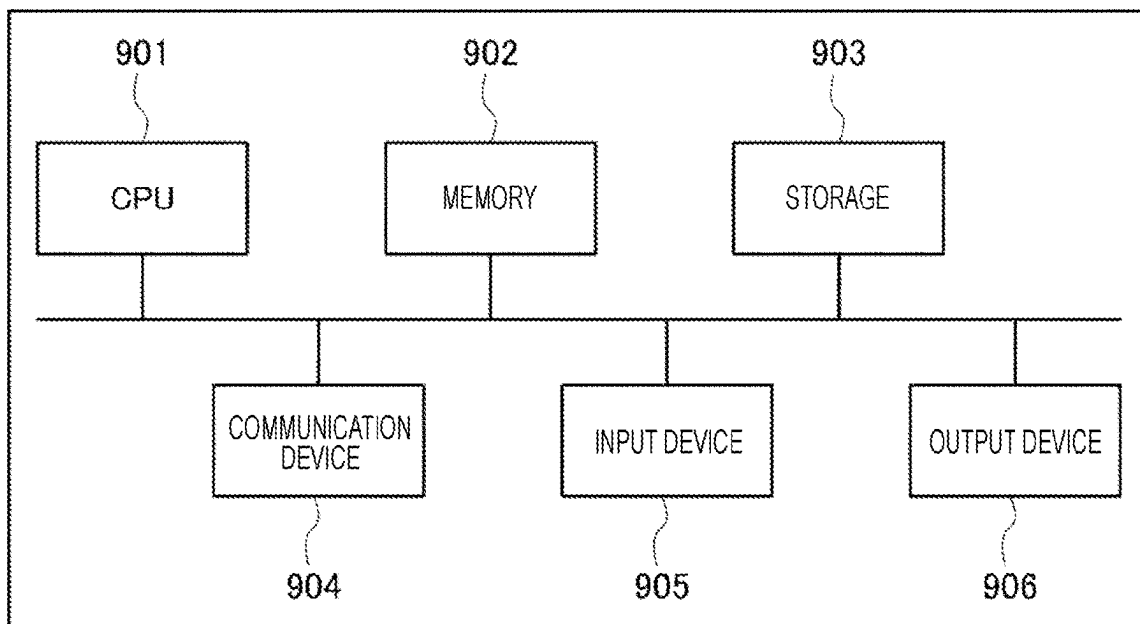 901
902
903
CPU
MEMORY
STORAGE
COMMUNICATION
DEVICE
INPUT DEVICE
OUTPUT DEVICE
904
905
906